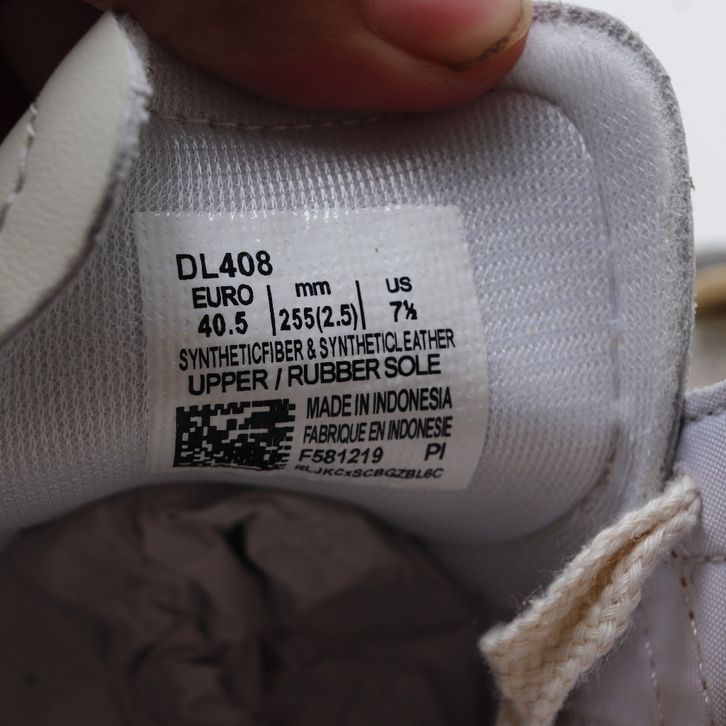 DL408
EURO | mm | US
40.5 | 255(2.5) | 7½
SYNTHETICFIBER & SYNTHETICLEATHER
UPPER / RUBBER SOLE
MADE IN INDONESIA
FABRIQUE EN INDONESIE
F581219 PI
RLJKCxSCBGZBL6C